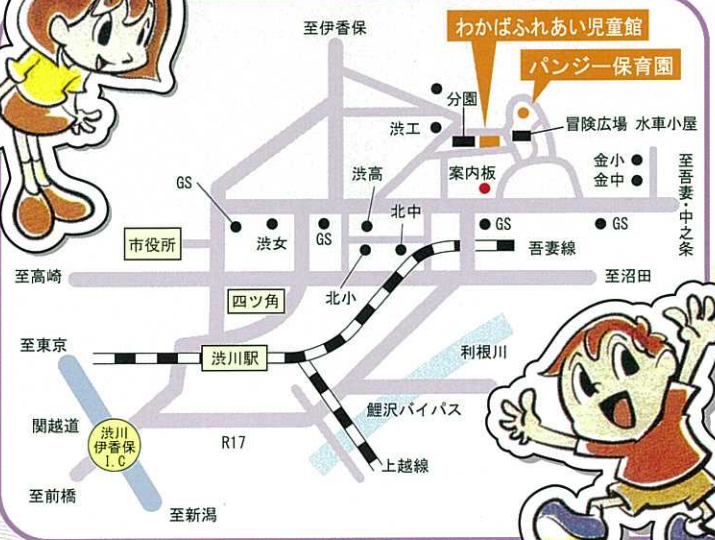 至伊香保
わかばふれあい児童館
パンジー保育園
分園
渋工
冒険広場 水車小屋
案内板
金小
金中
至吾妻・中之条
GS
渋高
北中
渋女
GS
GS
GS
市役所
北小
吾妻線
至高崎
至沼田
四ツ角
至東京
渋川駅
利根川
関越道
渋川
伊香保
I.C
R17
鯉沢バイパス
上越線
至前橋
至新潟